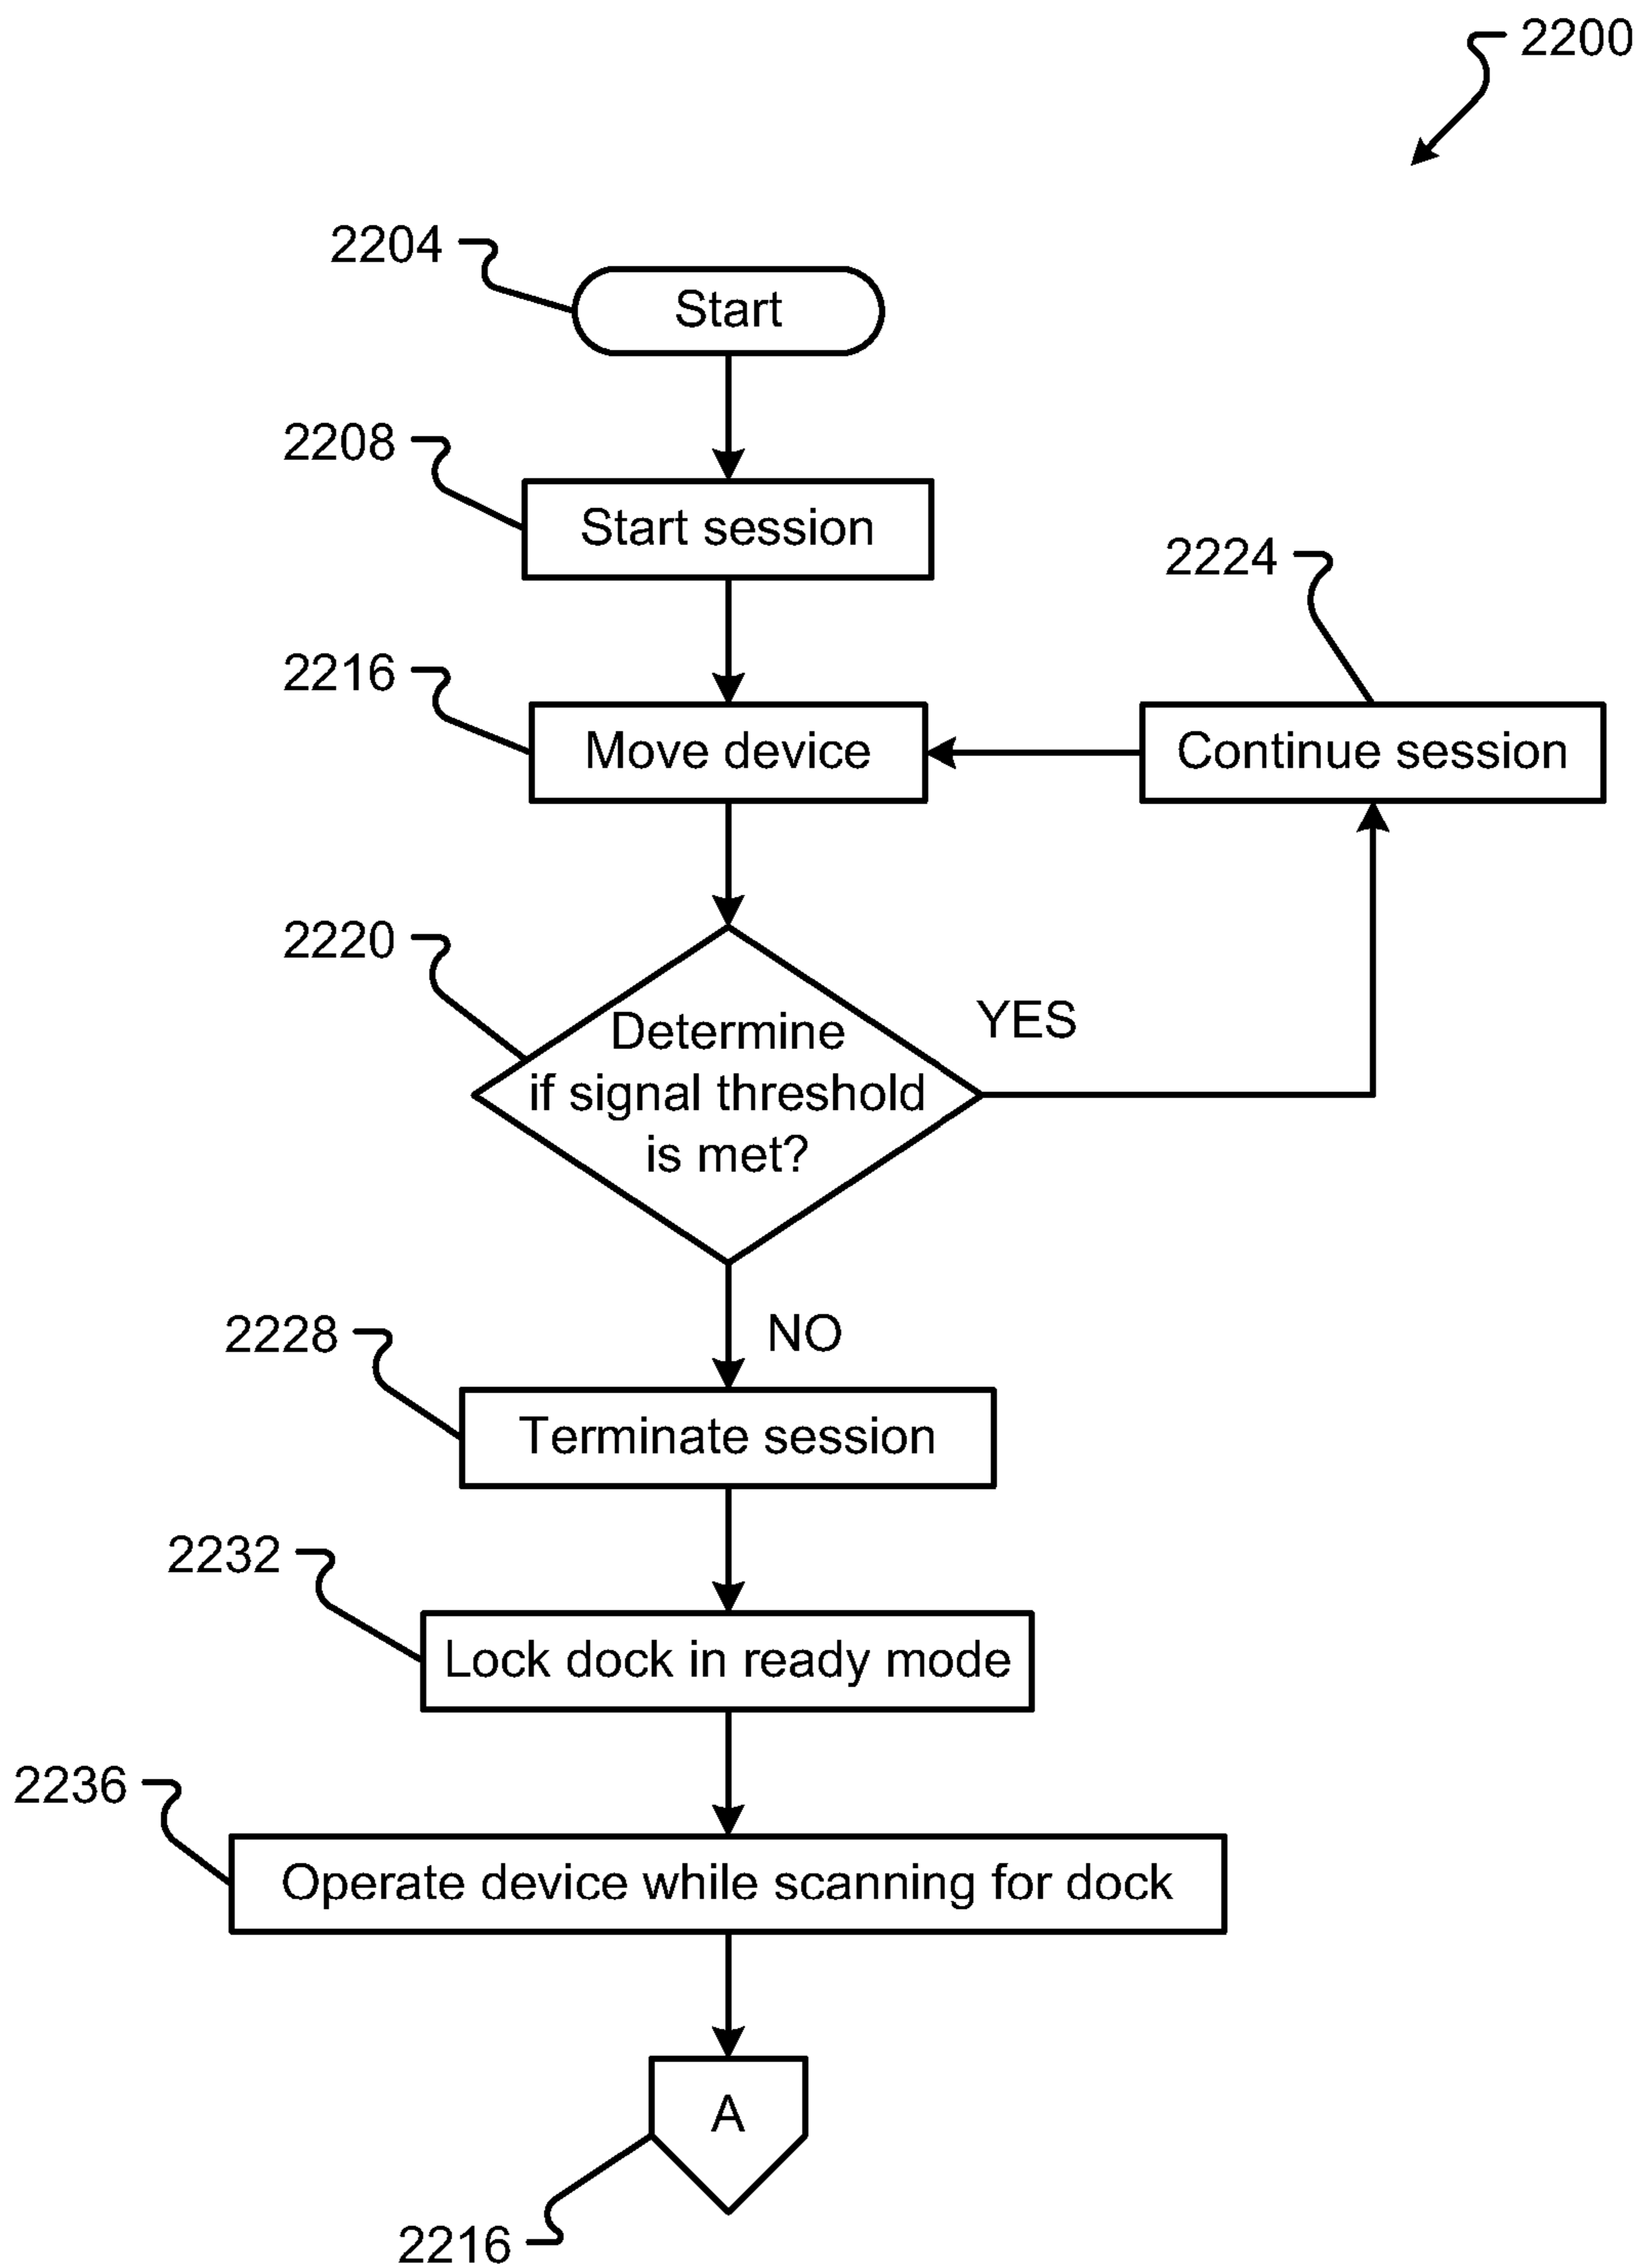 2200
2204
Start
2208
Start session
2224
2216
Move device
Continue session
2220
Determine
if signal threshold
is met?
YES
NO
2228
Terminate session
2232
Lock dock in ready mode
2236
Operate device while scanning for dock
A
2216